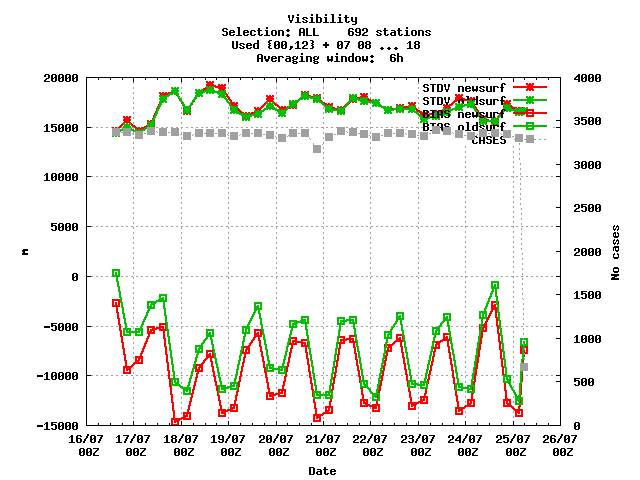 Visibility
Selection: ALL    692 stations
Used {00,12} + 07 08 ... 18
Averaging window:  6h
20000
15000
10000
5000
0
-5000
-10000
-15000
m
4000
3500
3000
2500
2000
1500
1000
500
0
No cases
STDV newsurf
STDV oldsurf
BIAS newsurf
BIAS oldsurf
CASES
16/07 17/07 18/07 19/07 20/07 21/07 22/07 23/07 24/07 25/07 26/07
00Z 00Z 00Z 00Z 00Z 00Z 00Z 00Z 00Z 00Z 00Z
Date